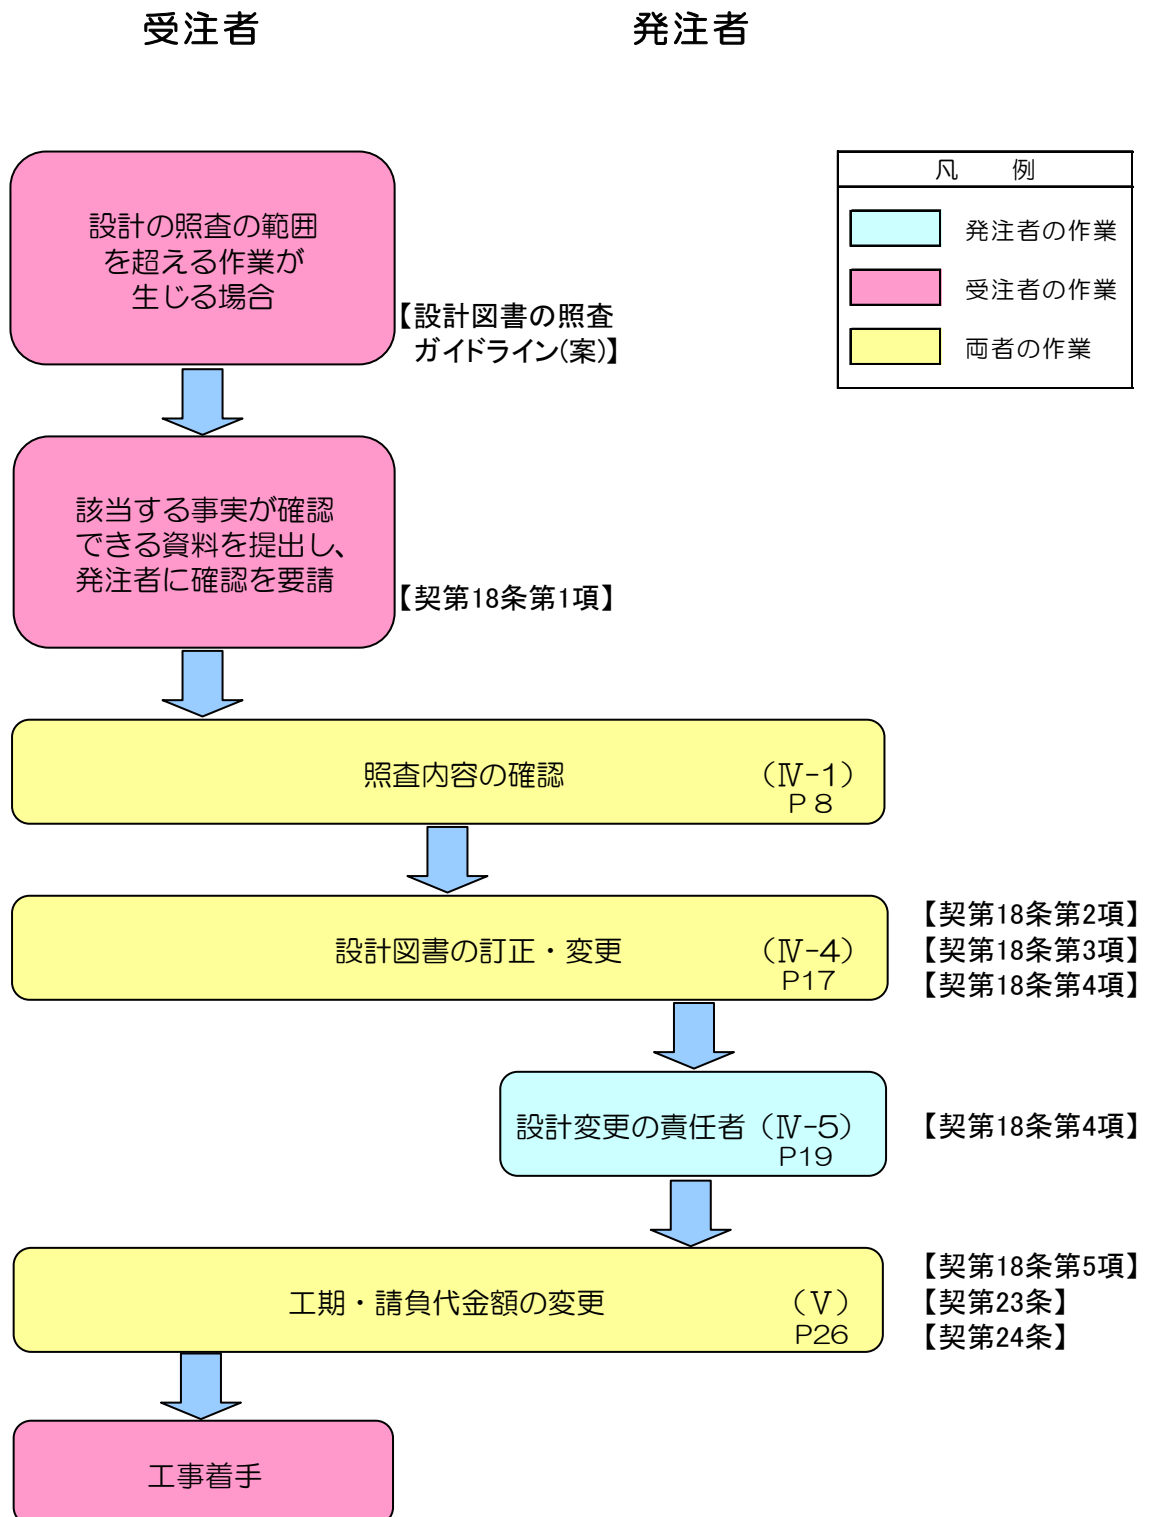 受注者
発注者
凡　例
発注者の作業
受注者の作業
両者の作業
設計の照査の範囲
を超える作業が
生じる場合
【設計図書の照査
ガイドライン(案)】
該当する事実が確認
できる資料を提出し、
発注者に確認を要請
【契第18条第1項】
照査内容の確認 （Ⅳ-1）
P８
設計図書の訂正・変更 （Ⅳ-4）
P17
【契第18条第2項】
【契第18条第3項】
【契第18条第4項】
設計変更の責任者（Ⅳ-5）
P19
【契第18条第4項】
工期・請負代金額の変更 （Ⅴ）
P26
【契第18条第5項】
【契第23条】
【契第24条】
工事着手